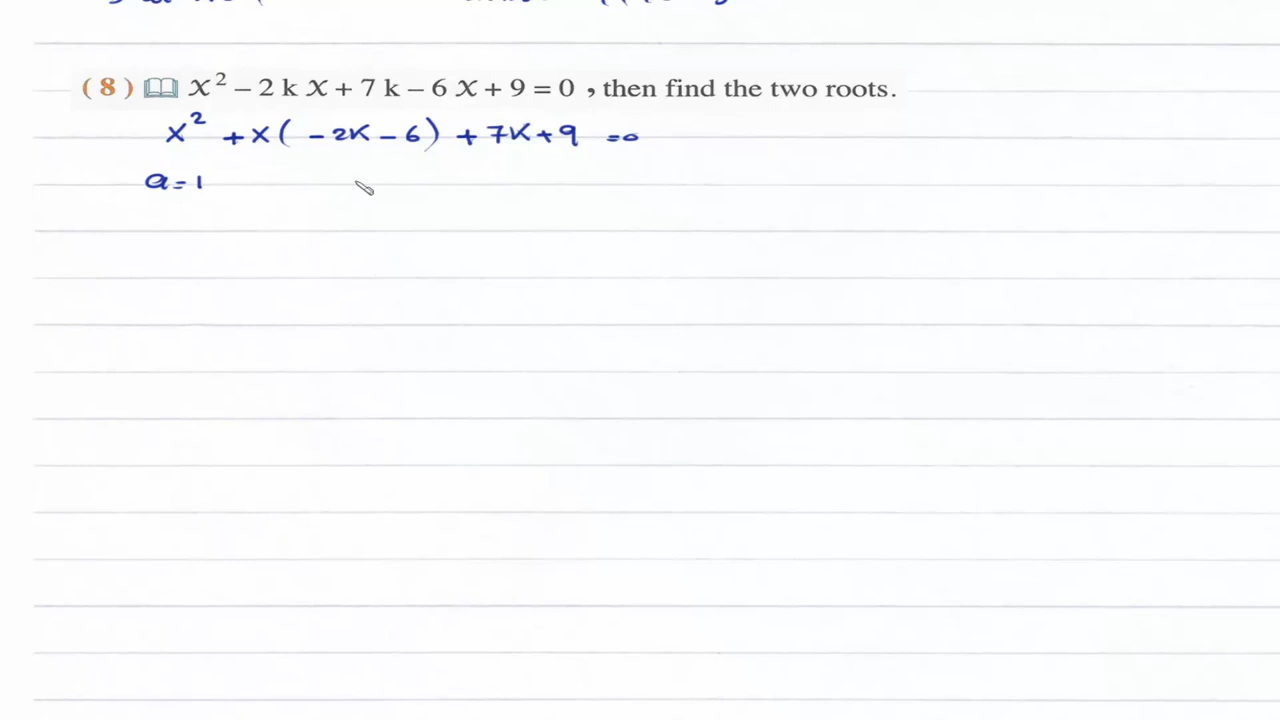 ( 8 ) x² – 2 k x + 7 k – 6 x + 9 = 0 , then find the two roots.
x² + x ( – 2k – 6 ) + 7k + 9 = 0
a = 1